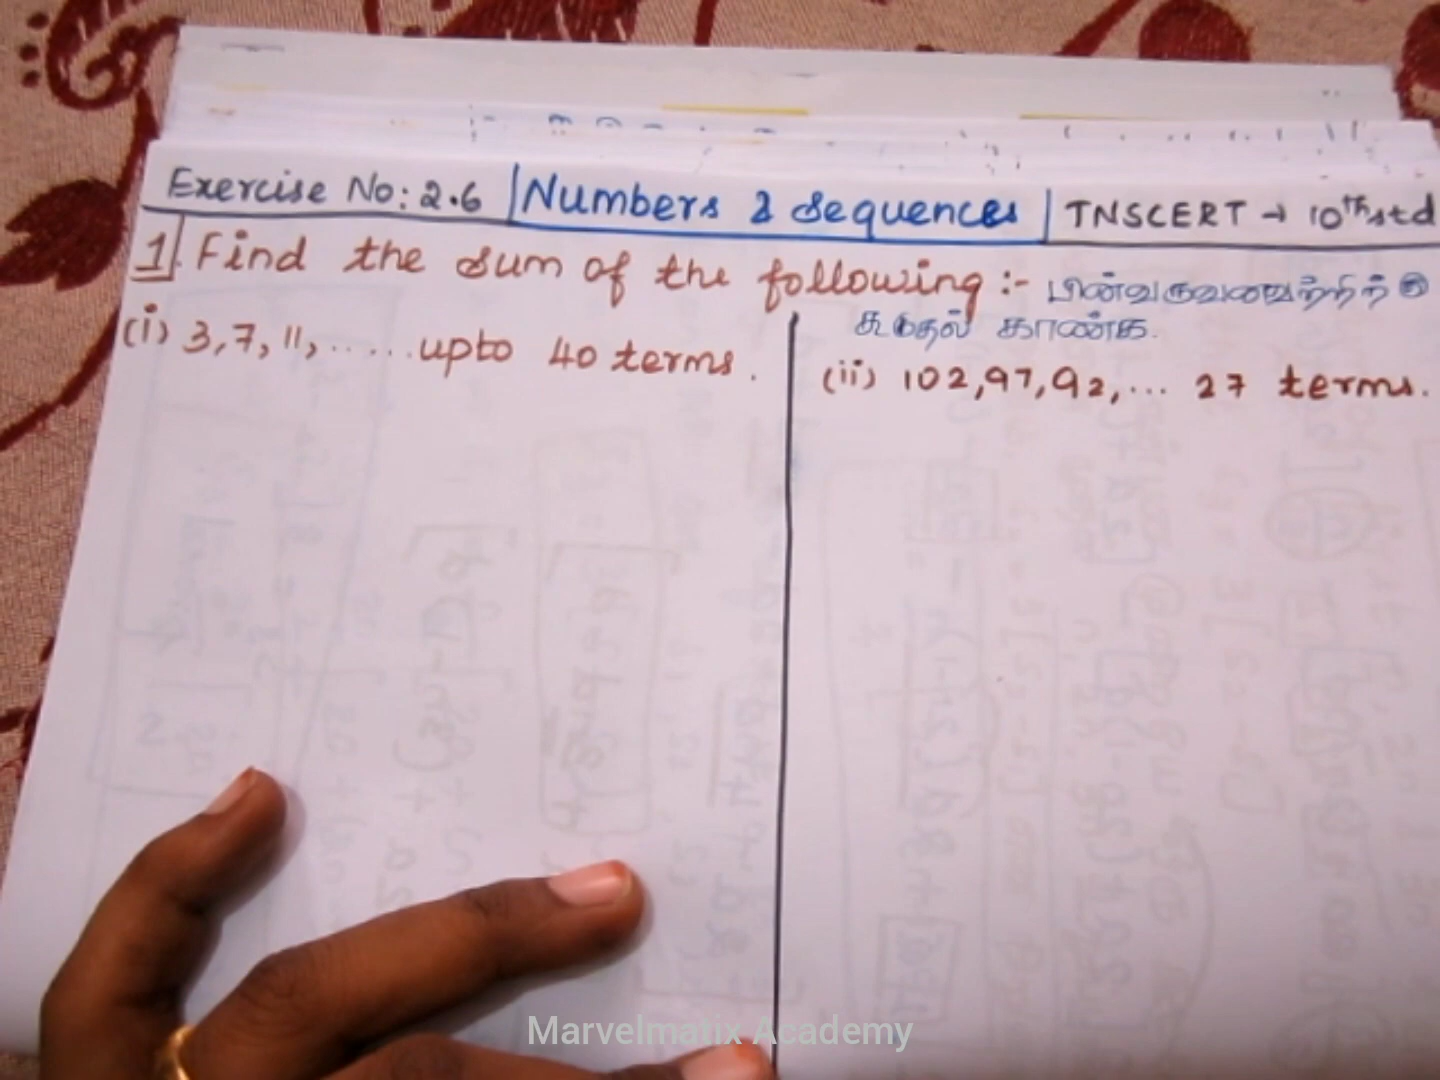 Exercise No: 2.6 | Numbers & Sequences | TNSCERT → 10th std
1. Find the sum of the following :- பின்வருவனவற்றின்
கூடுதல் காண்க.
(i) 3, 7, 11, ..... upto 40 terms.
(ii) 102, 97, 92, ... 27 terms.
Marvelmatix Academy